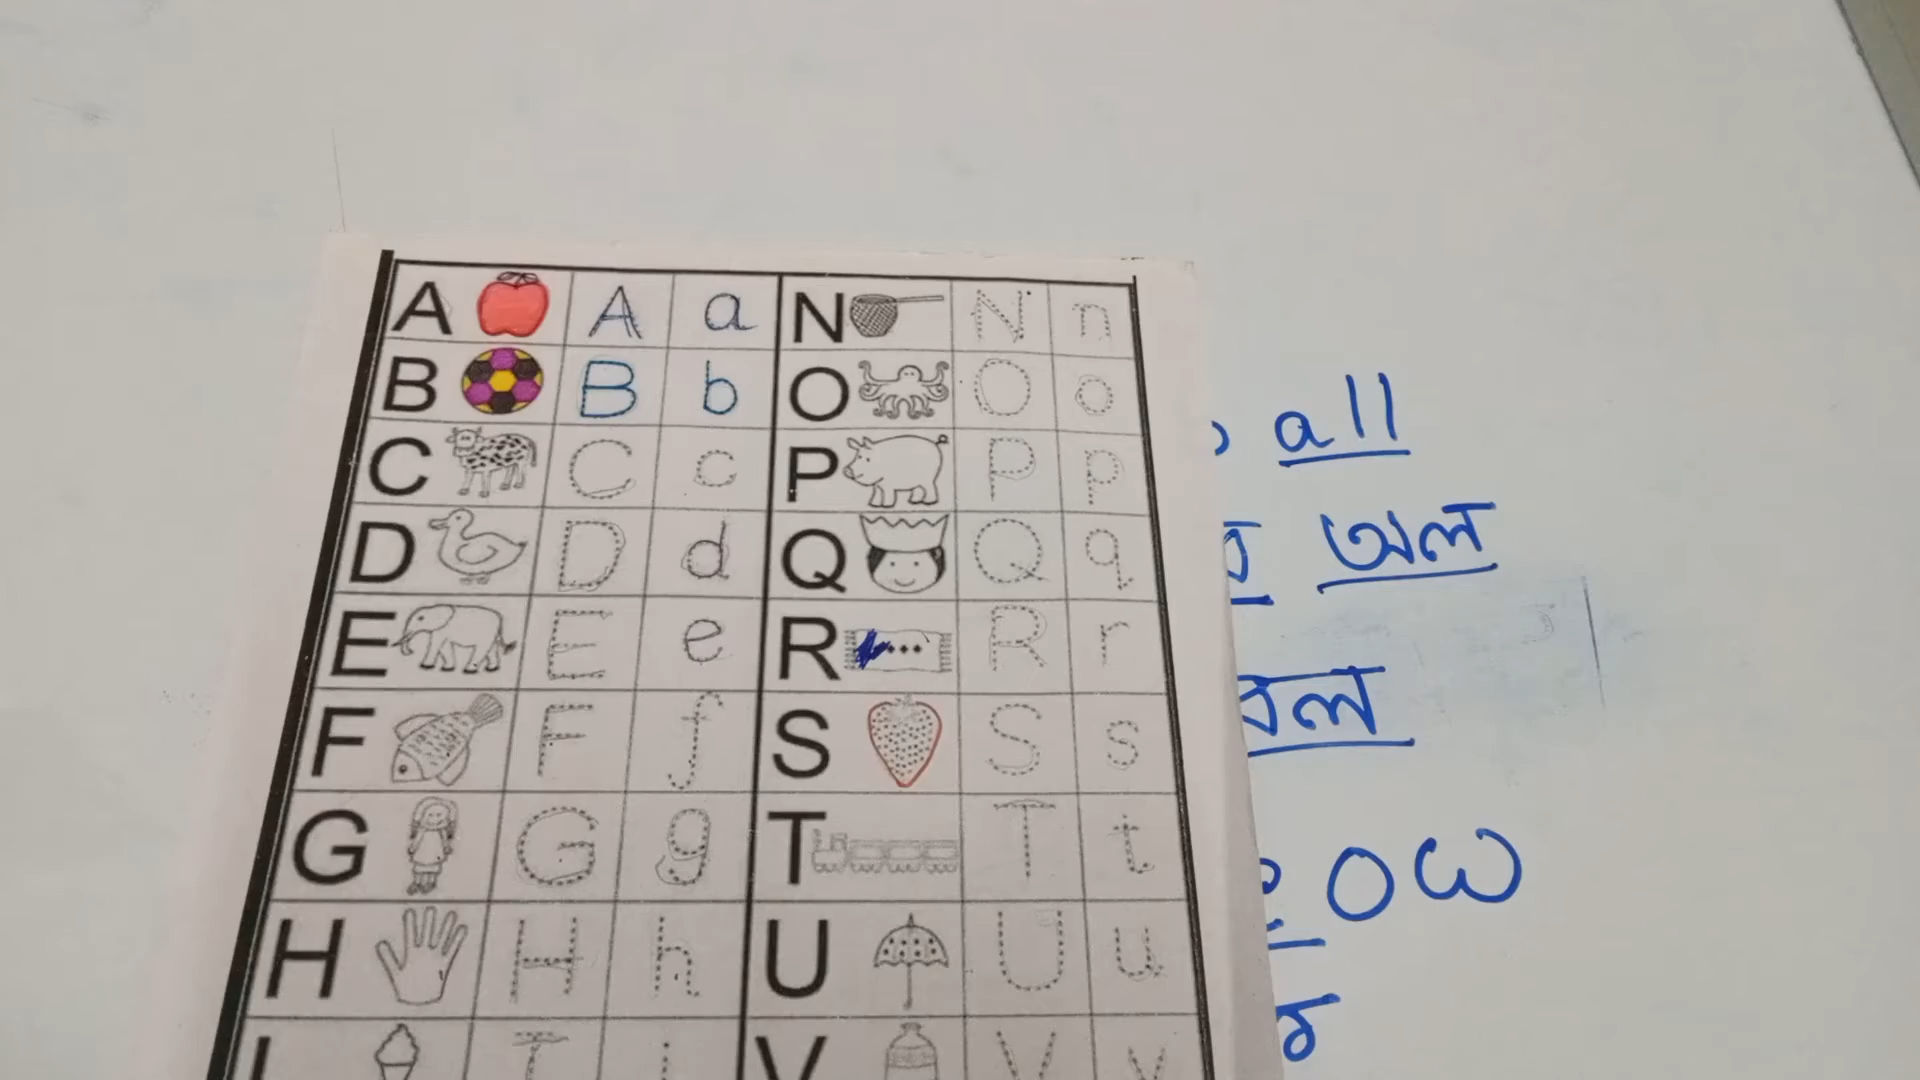 A A a N N n
B B b O O o
C C c P P p
D D d Q Q q
E E e R R r
F F f S S s
G G g T T t
H H h U U u
I I i V V v
all
ব অল
বল
ow